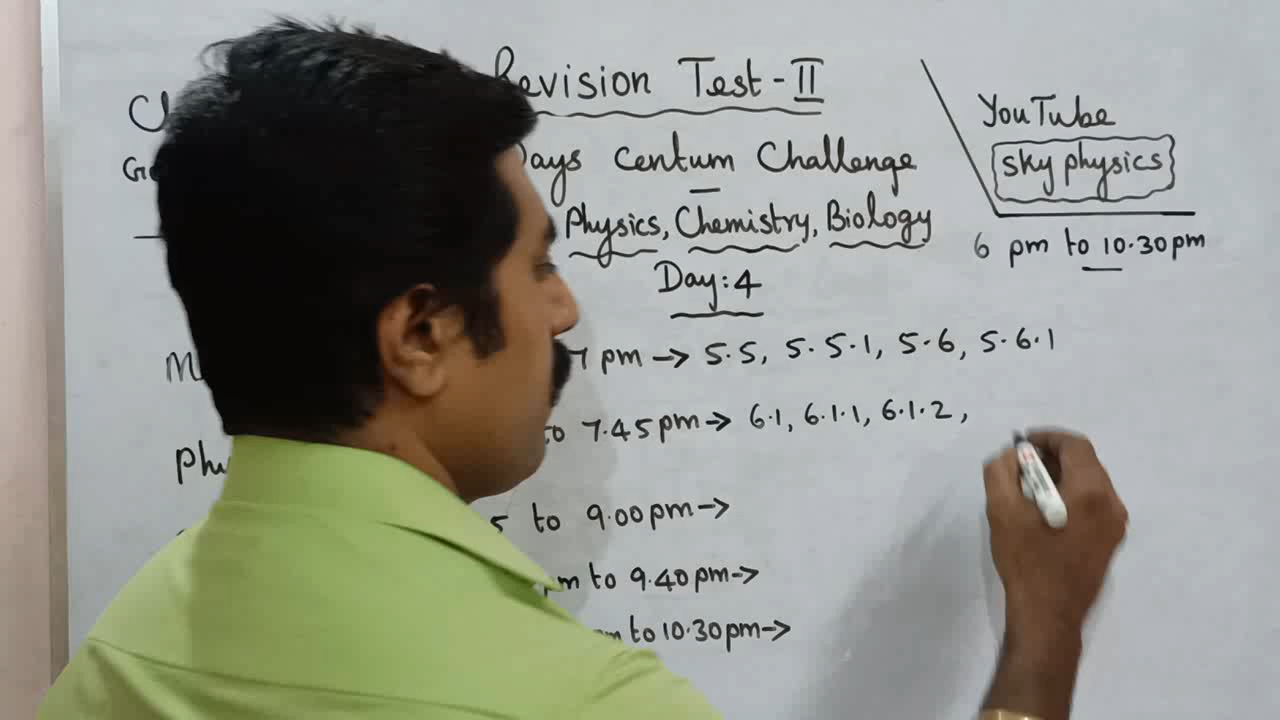 Revision Test - II
Days Centum Challenge
Physics, Chemistry, Biology
Day: 4
YouTube
sky physics
6 pm to 10.30pm
7 pm → 5.5, 5.5.1, 5.6, 5.6.1
to 7.45pm → 6.1, 6.1.1, 6.1.2,
to 9.00pm →
pm to 9.40pm →
to 10.30pm →